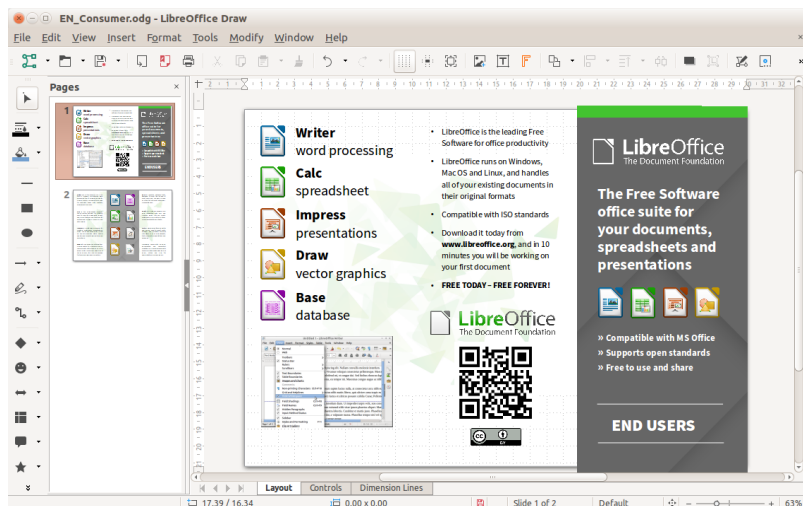 EN_Consumer.odg - LibreOffice Draw
File Edit View Insert Format Tools Modify Window Help
Pages
1
2
Writer
word processing
Calc
spreadsheet
Impress
presentations
Draw
vector graphics
Base
database
• LibreOffice is the leading Free
Software for office productivity
• LibreOffice runs on Windows,
Mac OS and Linux, and handles
all of your existing documents in
their original formats
• Compatible with ISO standards
• Download it today from
www.libreoffice.org, and in 10
minutes you will be working on
your first document
• FREE TODAY – FREE FOREVER!
LibreOffice
The Document Foundation
cc
BY
LibreOffice
The Document Foundation
The Free Software
office suite for
your documents,
spreadsheets and
presentations
» Compatible with MS Office
» Supports open standards
» Free to use and share
END USERS
Layout Controls Dimension Lines
17.39 / 16.34 0.00 x 0.00 Slide 1 of 2 Default 63%